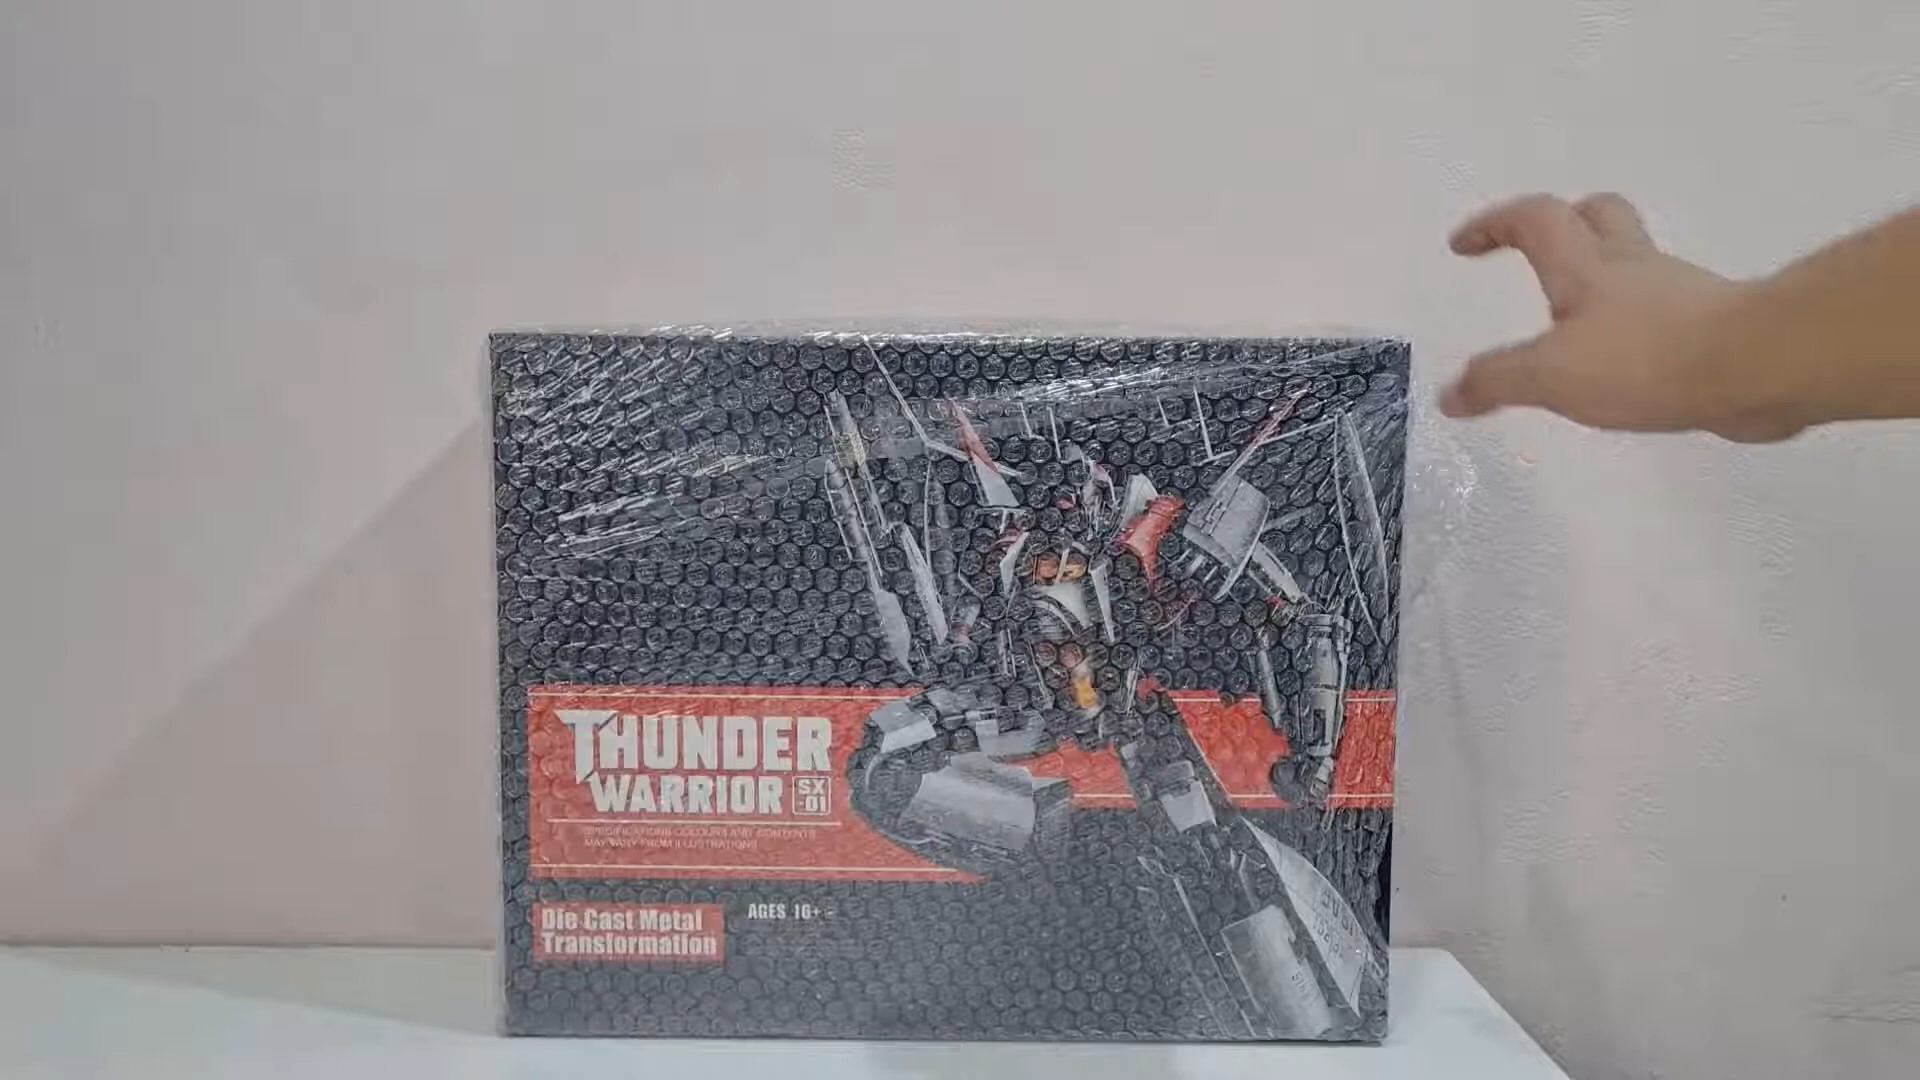 THUNDER
WARRIOR SX
-01
SPECIFICATIONS COLOURS AND CONTENTS
MAY VARY FROM ILLUSTRATIONS
Die Cast Metal
Transformation
AGES 16+